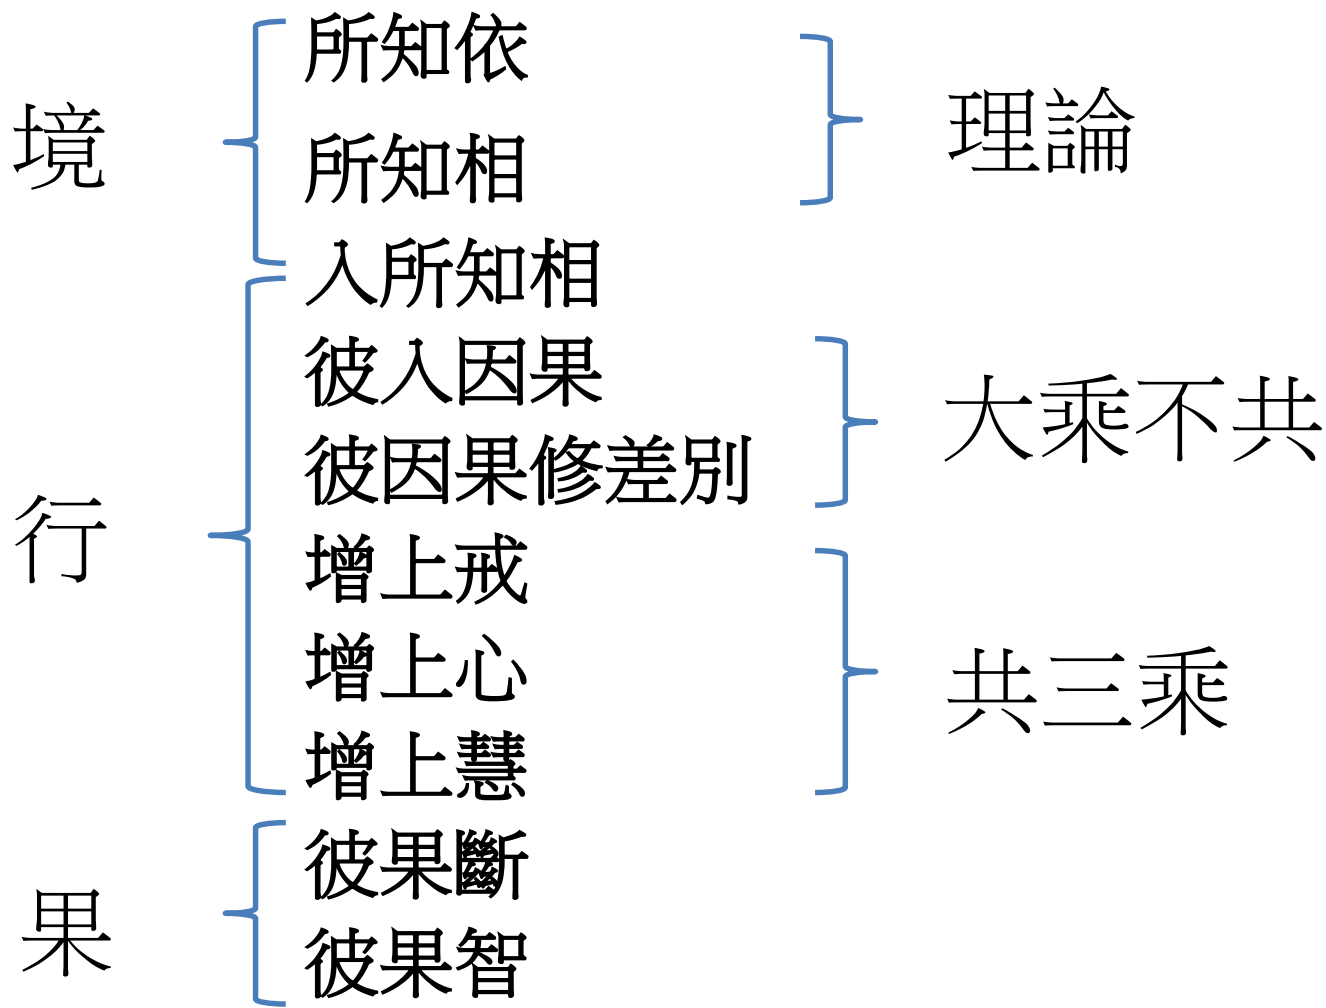 境
行
果
所知依
所知相
入所知相
彼入因果
彼因果修差別
增上戒
增上心
增上慧
彼果斷
彼果智
理論
大乘不共
共三乘